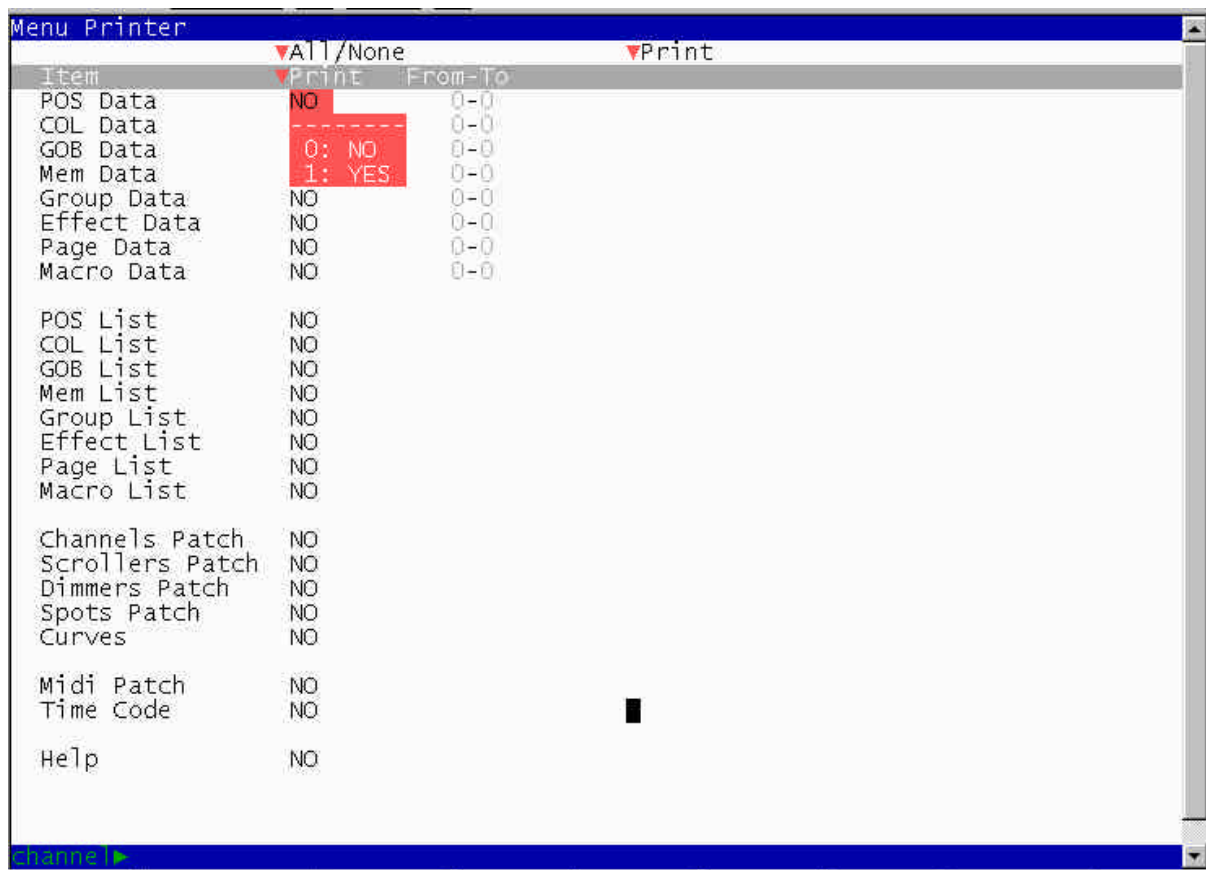 Menu Printer
▼All/None ▼Print
Item ▼Print From-To
POS Data NO 0-0
COL Data -------- 0-0
GOB Data 0: NO 0-0
Mem Data 1: YES 0-0
Group Data NO 0-0
Effect Data NO 0-0
Page Data NO 0-0
Macro Data NO 0-0
POS List NO
COL List NO
GOB List NO
Mem List NO
Group List NO
Effect List NO
Page List NO
Macro List NO
Channels Patch NO
Scrollers Patch NO
Dimmers Patch NO
Spots Patch NO
Curves NO
Midi Patch NO
Time Code NO
Help NO
channel►